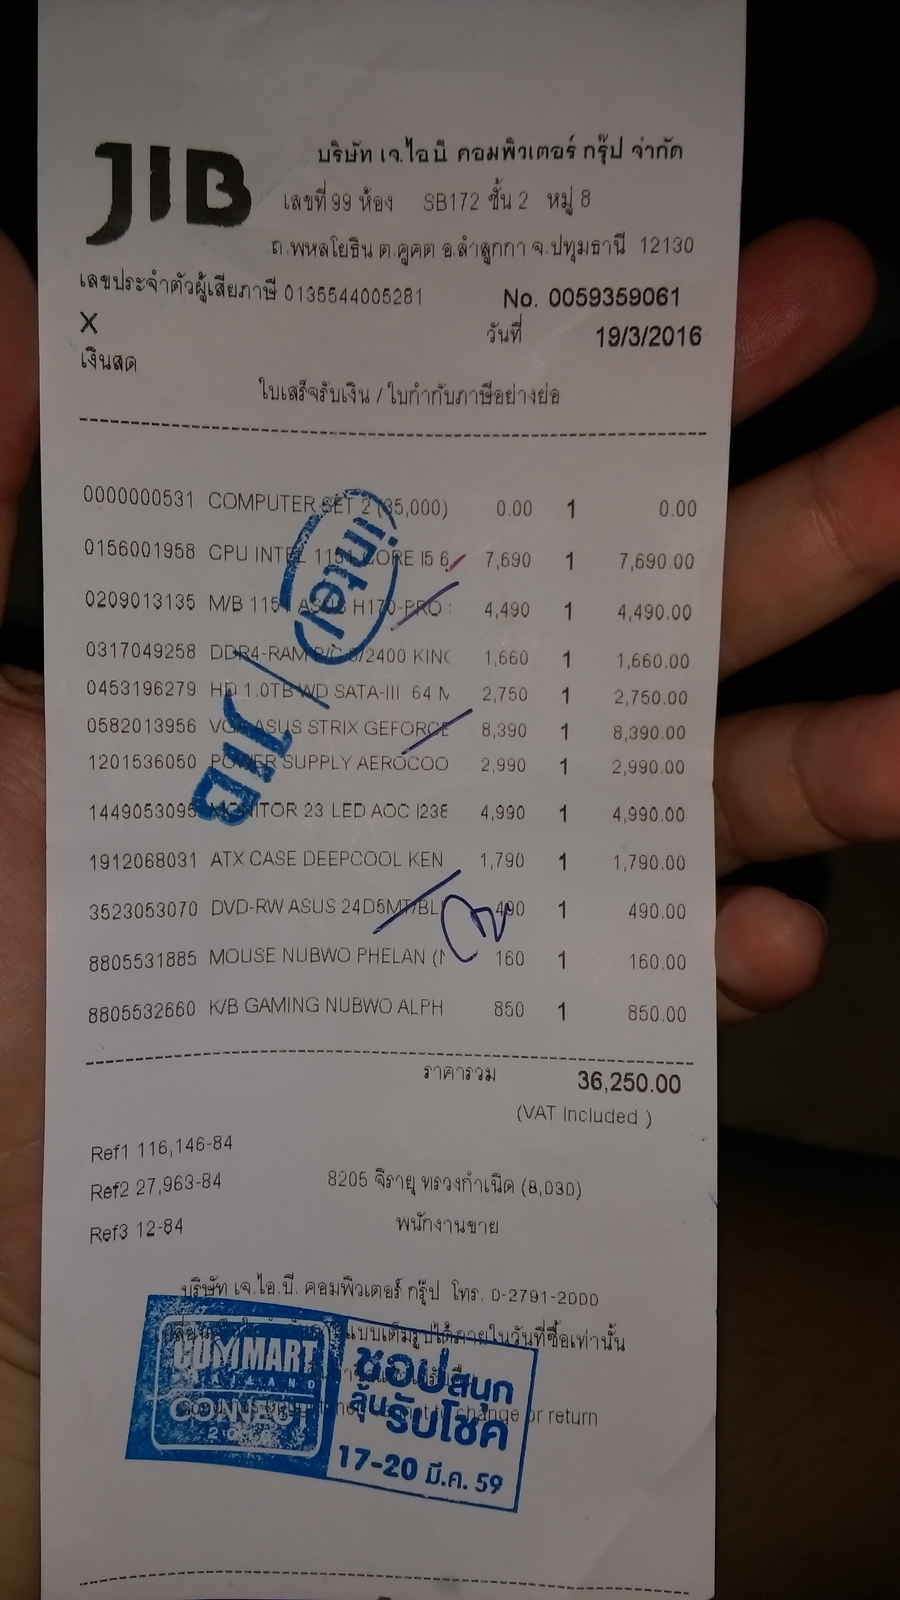 JIB
บริษัท เจ.ไอ.บี คอมพิวเตอร์ กรุ๊ป จำกัด
เลขที่ 99 ห้อง SB172 ชั้น 2 หมู่ 8
ถ.พหลโยธิน ต.คูคต อ.ลำลูกกา จ.ปทุมธานี 12130
เลขประจำตัวผู้เสียภาษี 0135544005281 No. 0059359061
X วันที่ 19/3/2016
เงินสด
ใบเสร็จรับเงิน / ใบกำกับภาษีอย่างย่อ
0000000531 COMPUTER SET 2 (35,000) 0.00 1 0.00
0156001958 CPU INTEL 1151 CORE I5 6 7,690 1 7,690.00
0209013135 M/B 1151 ASUS H170-PRO 4,490 1 4,490.00
0317049258 DDR4-RAM P/C 8/2400 KING 1,660 1 1,660.00
0453196279 HD 1.0TB WD SATA-III 64 M 2,750 1 2,750.00
0582013956 VGA ASUS STRIX GEFORCE 8,390 1 8,390.00
1201536050 POWER SUPPLY AEROCOO 2,990 1 2,990.00
1449053095 MONITOR 23 LED AOC I238 4,990 1 4,990.00
1912068031 ATX CASE DEEPCOOL KEN 1,790 1 1,790.00
3523053070 DVD-RW ASUS 24D5MT/BL 490 1 490.00
8805531885 MOUSE NUBWO PHELAN 160 1 160.00
8805532660 K/B GAMING NUBWO ALPH 850 1 850.00
intel
JIB
ราคารวม 36,250.00
(VAT Included )
Ref1 116,146-84
Ref2 27,963-84 8205 จิรายุ ทรวงกำเนิด (8,030)
Ref3 12-84 พนักงานขาย
บริษัท เจ.ไอ.บี. คอมพิวเตอร์ กรุ๊ป โทร. 0-2791-2000
แบบเต็มรูปได้ภายในวันที่ซื้อเท่านั้น
change or return
COMMART
THAILAND
CONNECT
2016
ช้อปสนุก
ลุ้นรับโชค
17-20 มี.ค. 59